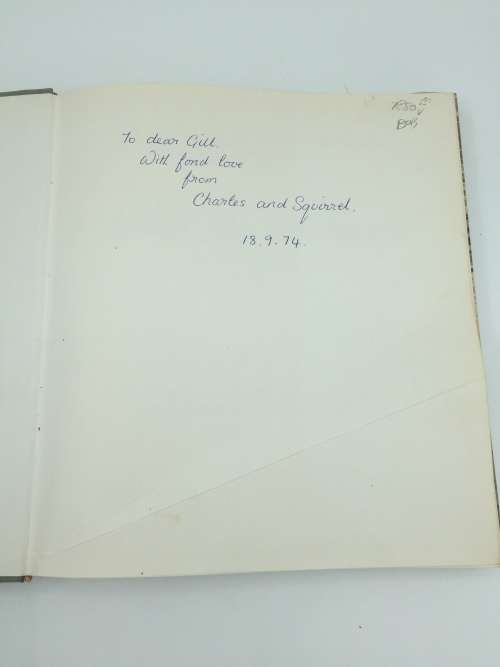 To dear Gill.
With fond love
from
Charles and Squirrel.
18.9.74.